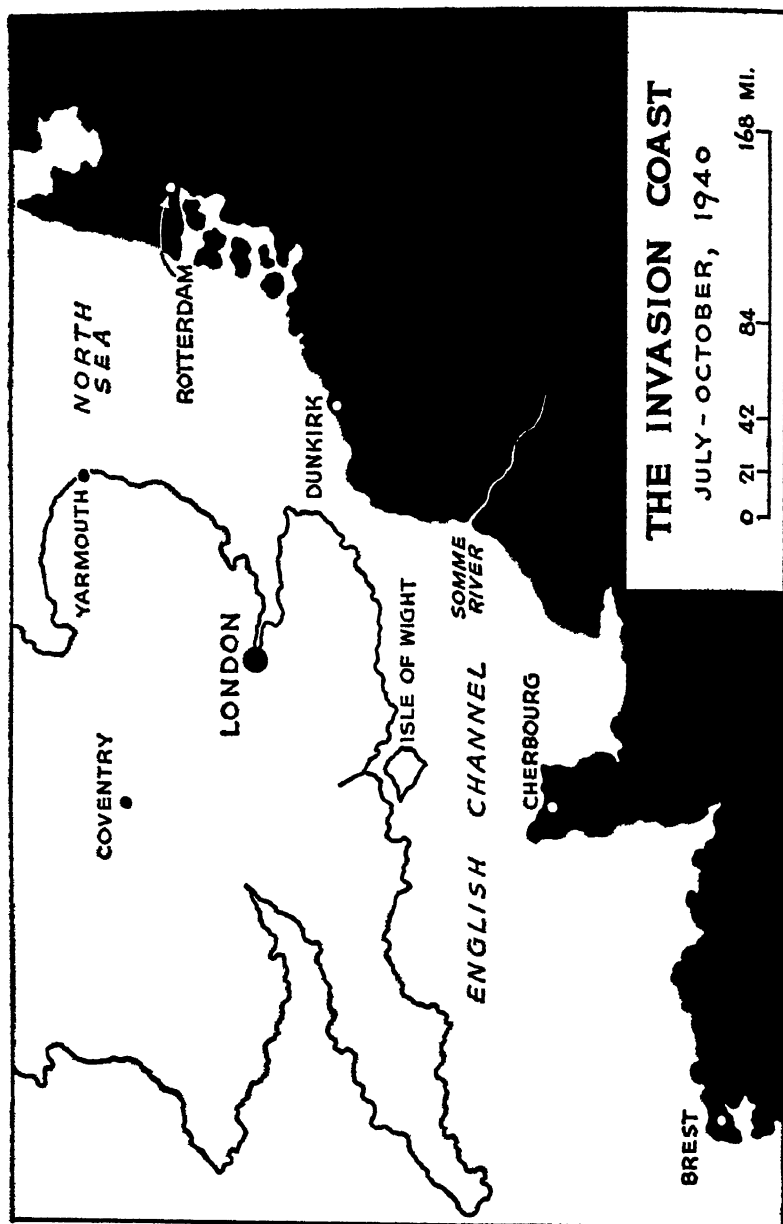 NORTH
SEA
YARMOUTH
ROTTERDAM
COVENTRY
LONDON
DUNKIRK
ISLE OF WIGHT
SOMME
RIVER
ENGLISH CHANNEL
CHERBOURG
BREST
THE INVASION COAST
JULY-OCTOBER, 1940
0 21 42 84 168 MI.